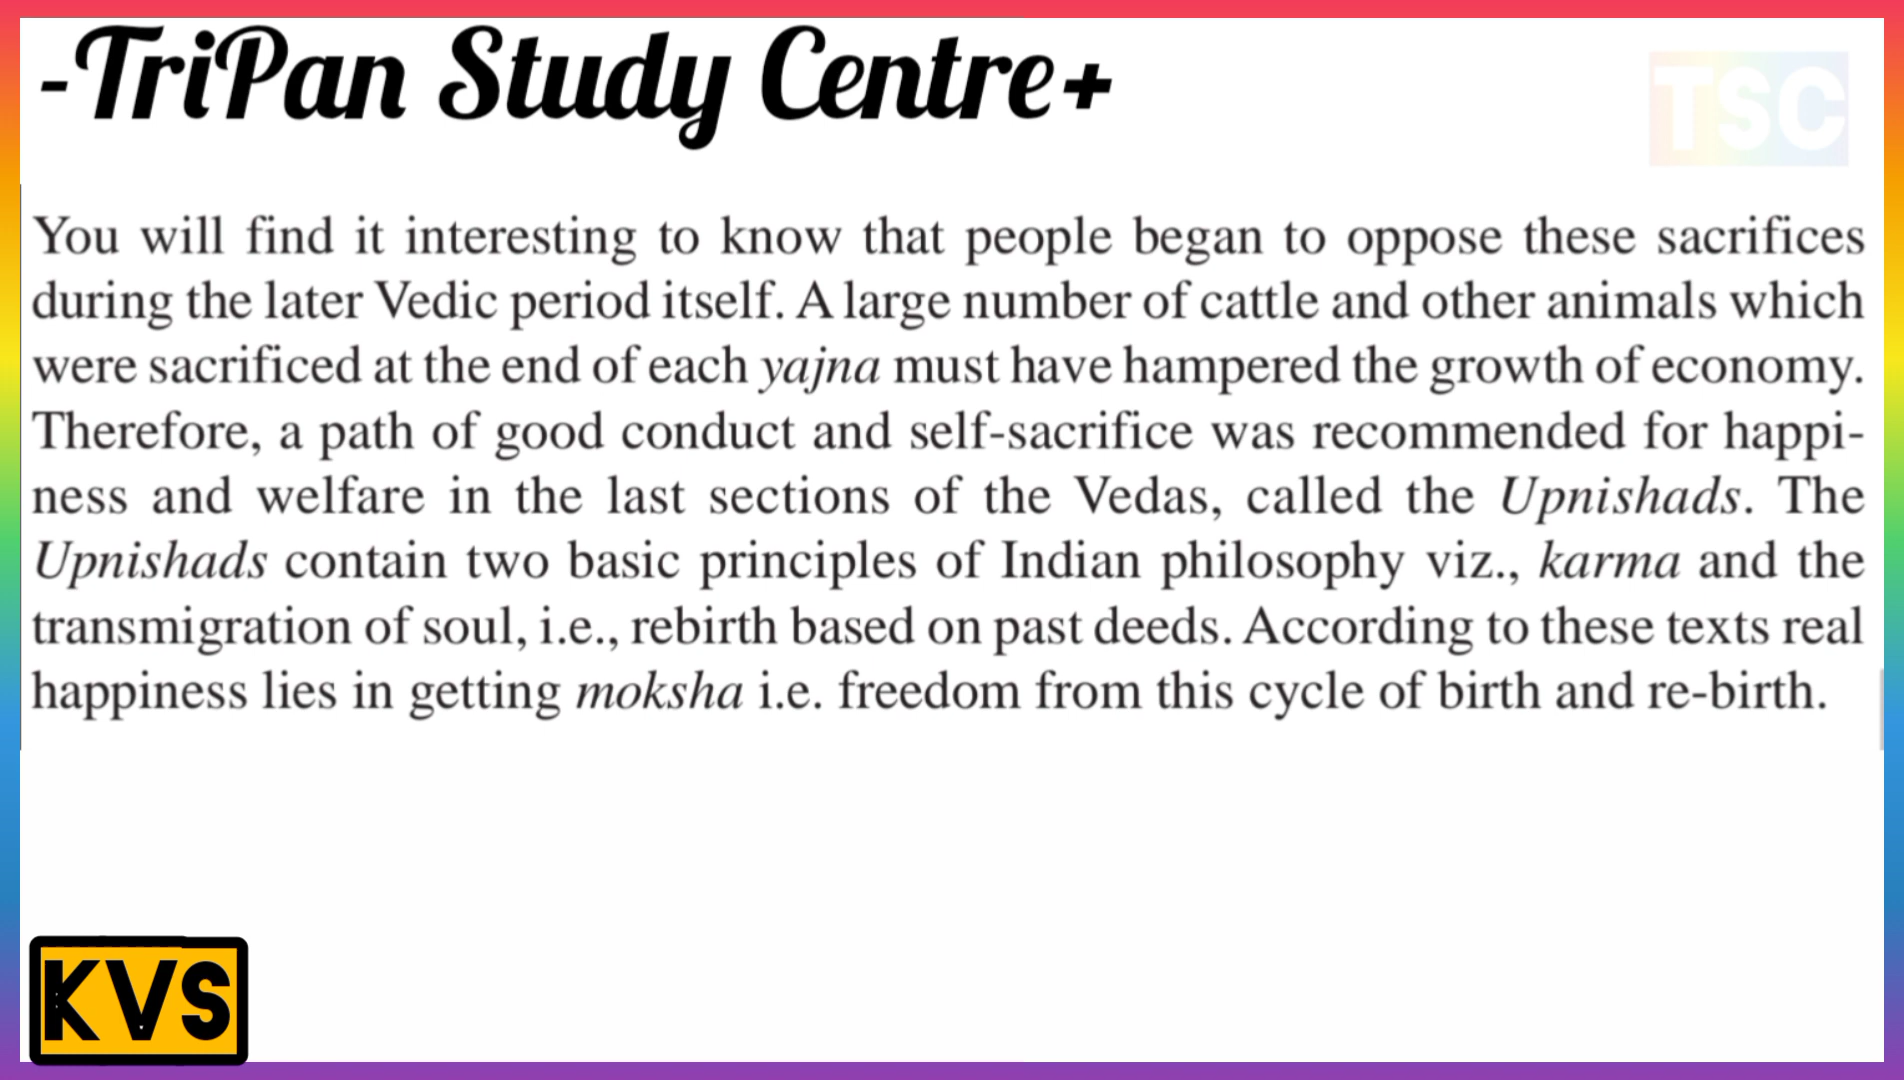 -TriPan Study Centre+
TSC
You will find it interesting to know that people began to oppose these sacrifices
during the later Vedic period itself. A large number of cattle and other animals which
were sacrificed at the end of each yajna must have hampered the growth of economy.
Therefore, a path of good conduct and self-sacrifice was recommended for happi-
ness and welfare in the last sections of the Vedas, called the Upnishads. The
Upnishads contain two basic principles of Indian philosophy viz., karma and the
transmigration of soul, i.e., rebirth based on past deeds. According to these texts real
happiness lies in getting moksha i.e. freedom from this cycle of birth and re-birth.
KVS